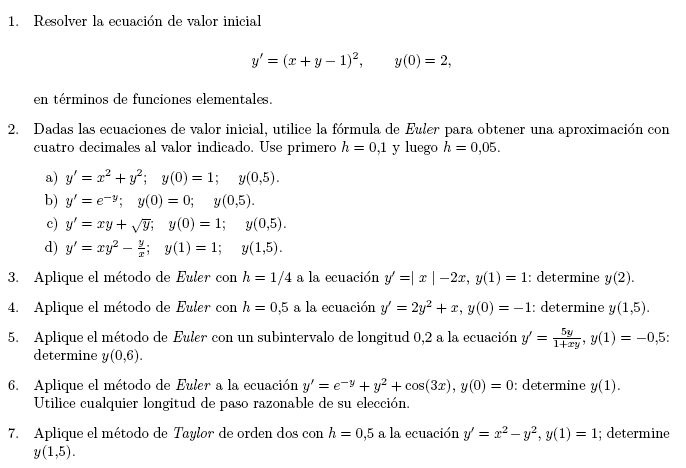 1. Resolver la ecuación de valor inicial
y′ = (x + y − 1)², y(0) = 2,
en términos de funciones elementales.
2. Dadas las ecuaciones de valor inicial, utilice la fórmula de Euler para obtener una aproximación con
cuatro decimales al valor indicado. Use primero h = 0,1 y luego h = 0,05.
a) y′ = x² + y²; y(0) = 1; y(0,5).
b) y′ = e⁻ʸ; y(0) = 0; y(0,5).
c) y′ = xy + √y; y(0) = 1; y(0,5).
d) y′ = xy² − y/x; y(1) = 1; y(1,5).
3. Aplique el método de Euler con h = 1/4 a la ecuación y′ =| x | −2x, y(1) = 1: determine y(2).
4. Aplique el método de Euler con h = 0,5 a la ecuación y′ = 2y² + x, y(0) = −1: determine y(1,5).
5. Aplique el método de Euler con un subintervalo de longitud 0,2 a la ecuación y′ = 5y/(1+xy), y(1) = −0,5:
determine y(0,6).
6. Aplique el método de Euler a la ecuación y′ = e⁻ʸ + y² + cos(3x), y(0) = 0: determine y(1).
Utilice cualquier longitud de paso razonable de su elección.
7. Aplique el método de Taylor de orden dos con h = 0,5 a la ecuación y′ = x² − y², y(1) = 1; determine
y(1,5).